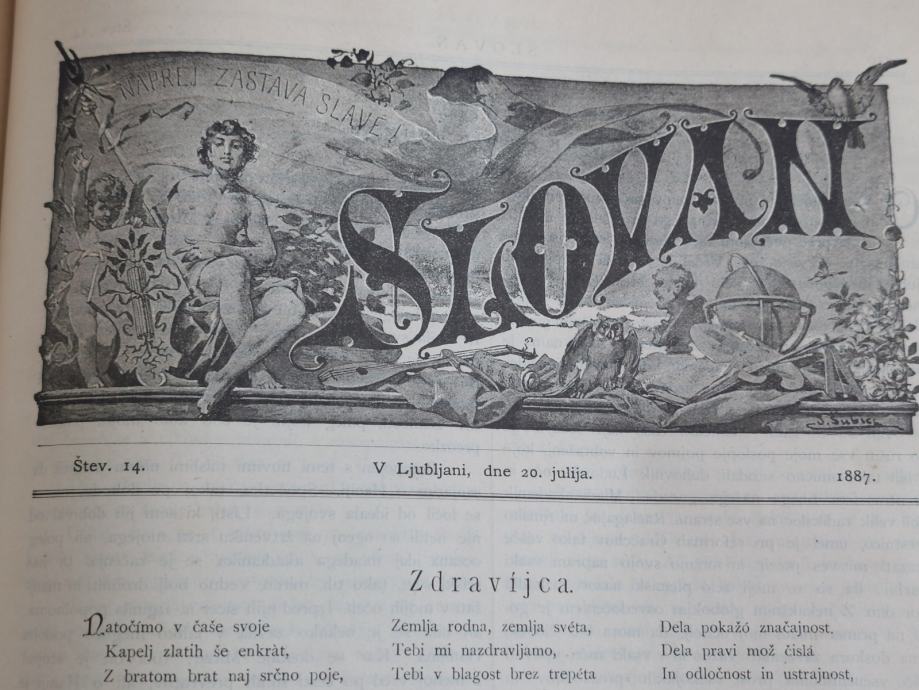 NAPREJ ZASTAVA SLAVE!
SLOVAN
J. Šubic
Štev. 14.
V Ljubljani, dne 20. julija.
1887.
Zdravíjca.
Natočímo v čaše svoje
Kapelj zlatih še enkràt,
Z bratom brat naj srčno poje,
Zemlja rodna, zemlja svéta,
Tebi mi nazdravljamo,
Tebi v blagost brez trepéta
Dela pokažó značajnost,
Dela pravi mož čislá
In odločnost in ustrajnost,